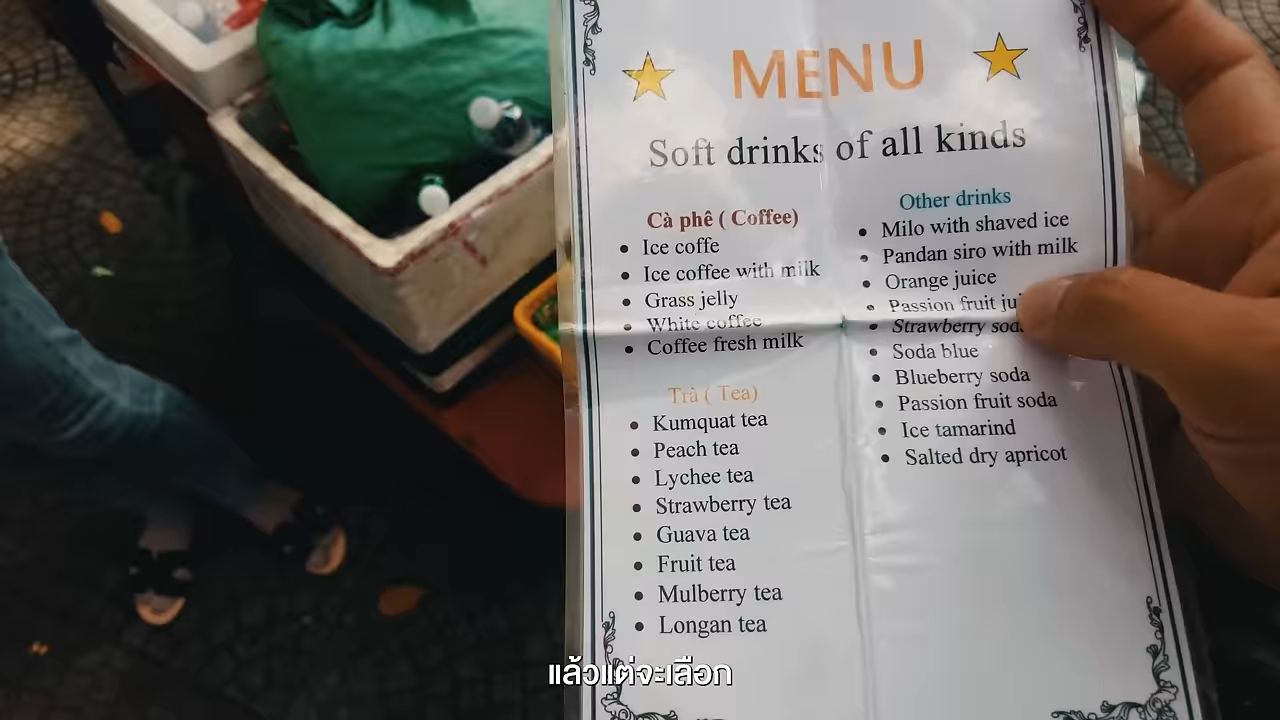 MENU
Soft drinks of all kinds
Cà phê ( Coffee)
Ice coffe
Ice coffee with milk
Grass jelly
White coffee
Coffee fresh milk
Trà ( Tea)
Kumquat tea
Peach tea
Lychee tea
Strawberry tea
Guava tea
Fruit tea
Mulberry tea
Longan tea
Other drinks
Milo with shaved ice
Pandan siro with milk
Orange juice
Passion fruit
Strawberry
Soda blue
Blueberry soda
Passion fruit soda
Ice tamarind
Salted dry apricot
แล้วแต่จะเลือก